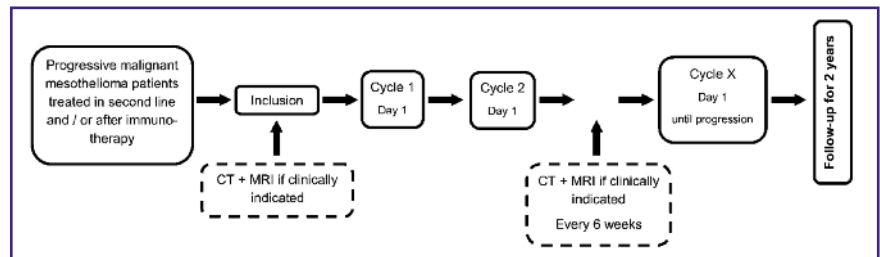 Progressive malignant
mesothelioma patients
treated in second line
and / or after immuno-
therapy
Inclusion
Cycle 1
Day 1
Cycle 2
Day 1
Cycle X
Day 1
until progression
Follow-up for 2 years
CT + MRI if clinically
indicated
CT + MRI if clinically
indicated
Every 6 weeks